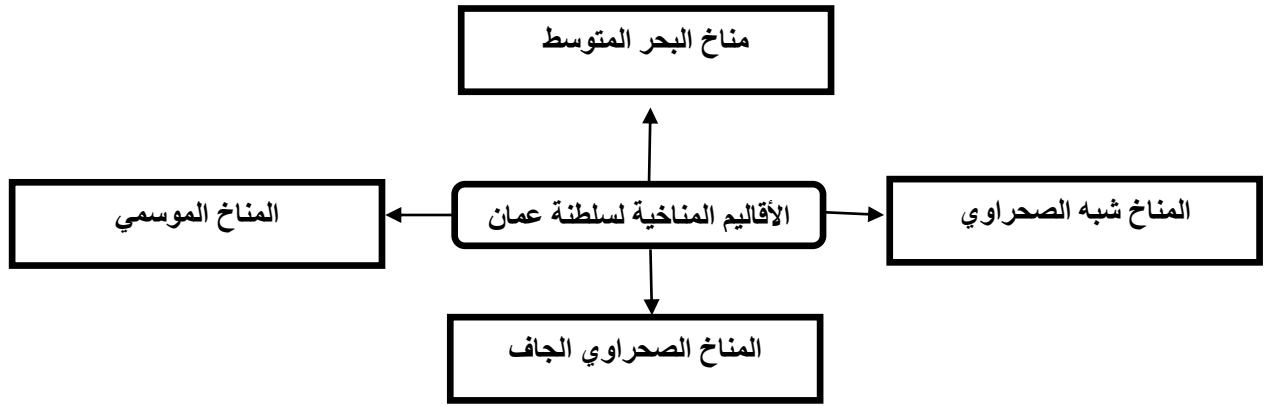 مناخ البحر المتوسط
المناخ شبه الصحراوي
الأقاليم المناخية لسلطنة عمان
المناخ الموسمي
المناخ الصحراوي الجاف